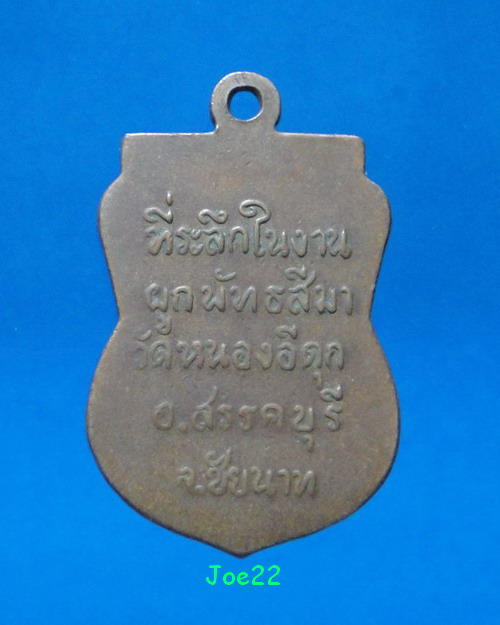 ที่ระลึกในงาน
ผูกพัทธสีมา
วัดหนองอีดุก
อ.สรรคบุรี
จ.ชัยนาท
Joe22